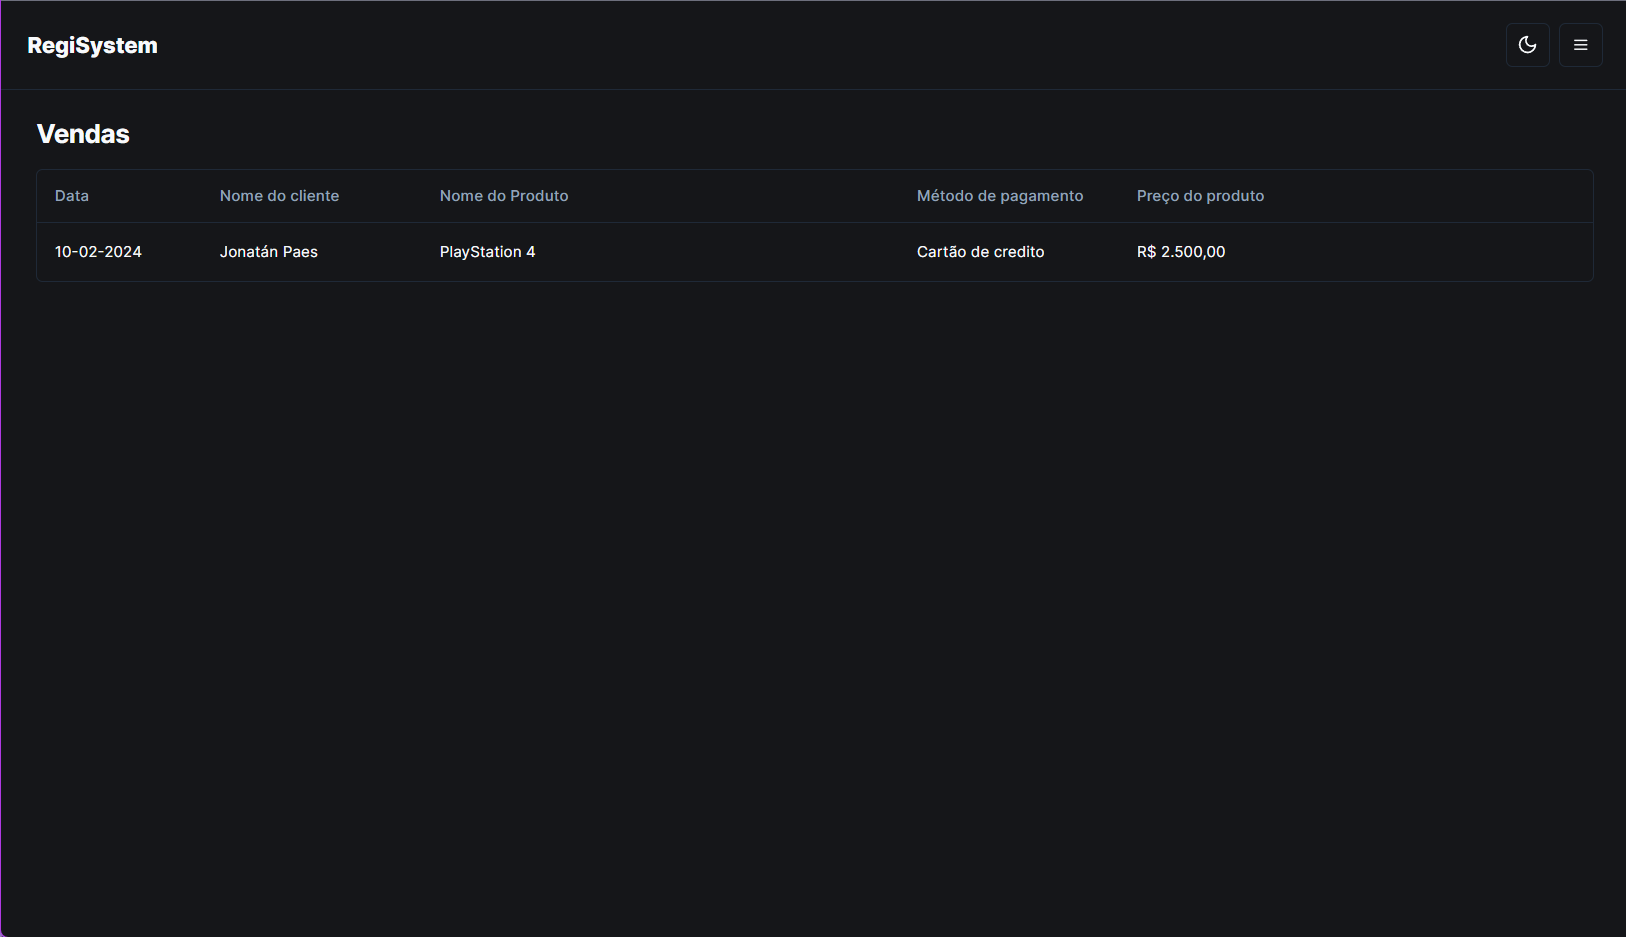 RegiSystem
Vendas
Data Nome do cliente Nome do Produto Método de pagamento Preço do produto
10-02-2024 Jonatán Paes PlayStation 4 Cartão de credito R$ 2.500,00